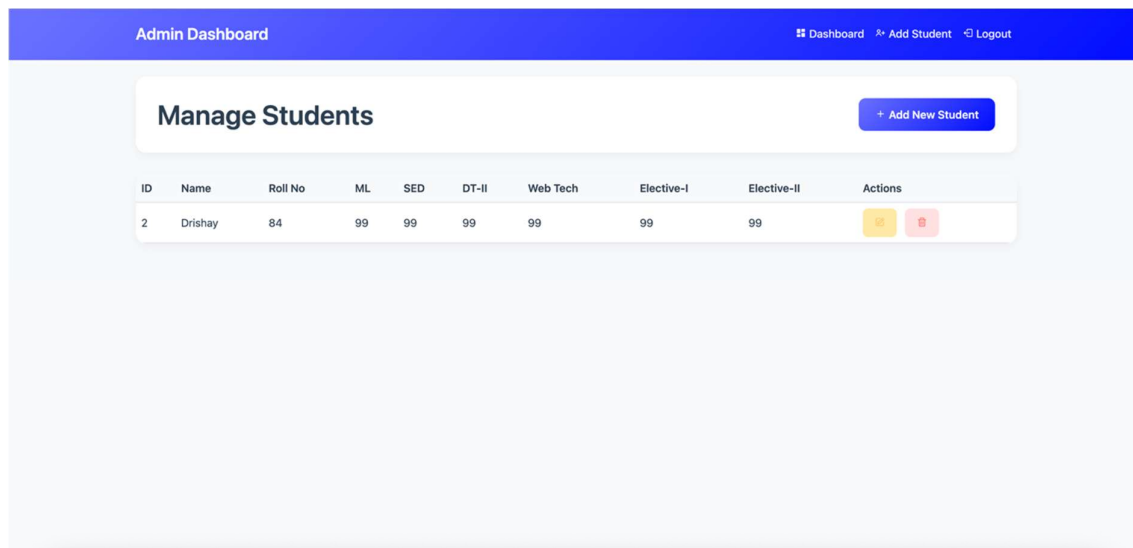 Admin Dashboard Dashboard Add Student Logout
Manage Students + Add New Student
ID Name Roll No ML SED DT-II Web Tech Elective-I Elective-II Actions
2 Drishay 84 99 99 99 99 99 99